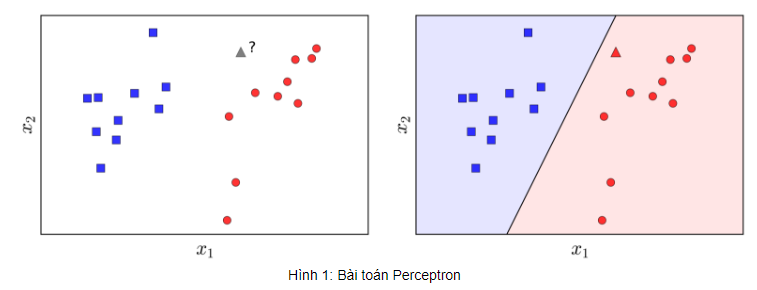 ?
x₂
x₂
x₁
x₁
Hình 1: Bài toán Perceptron